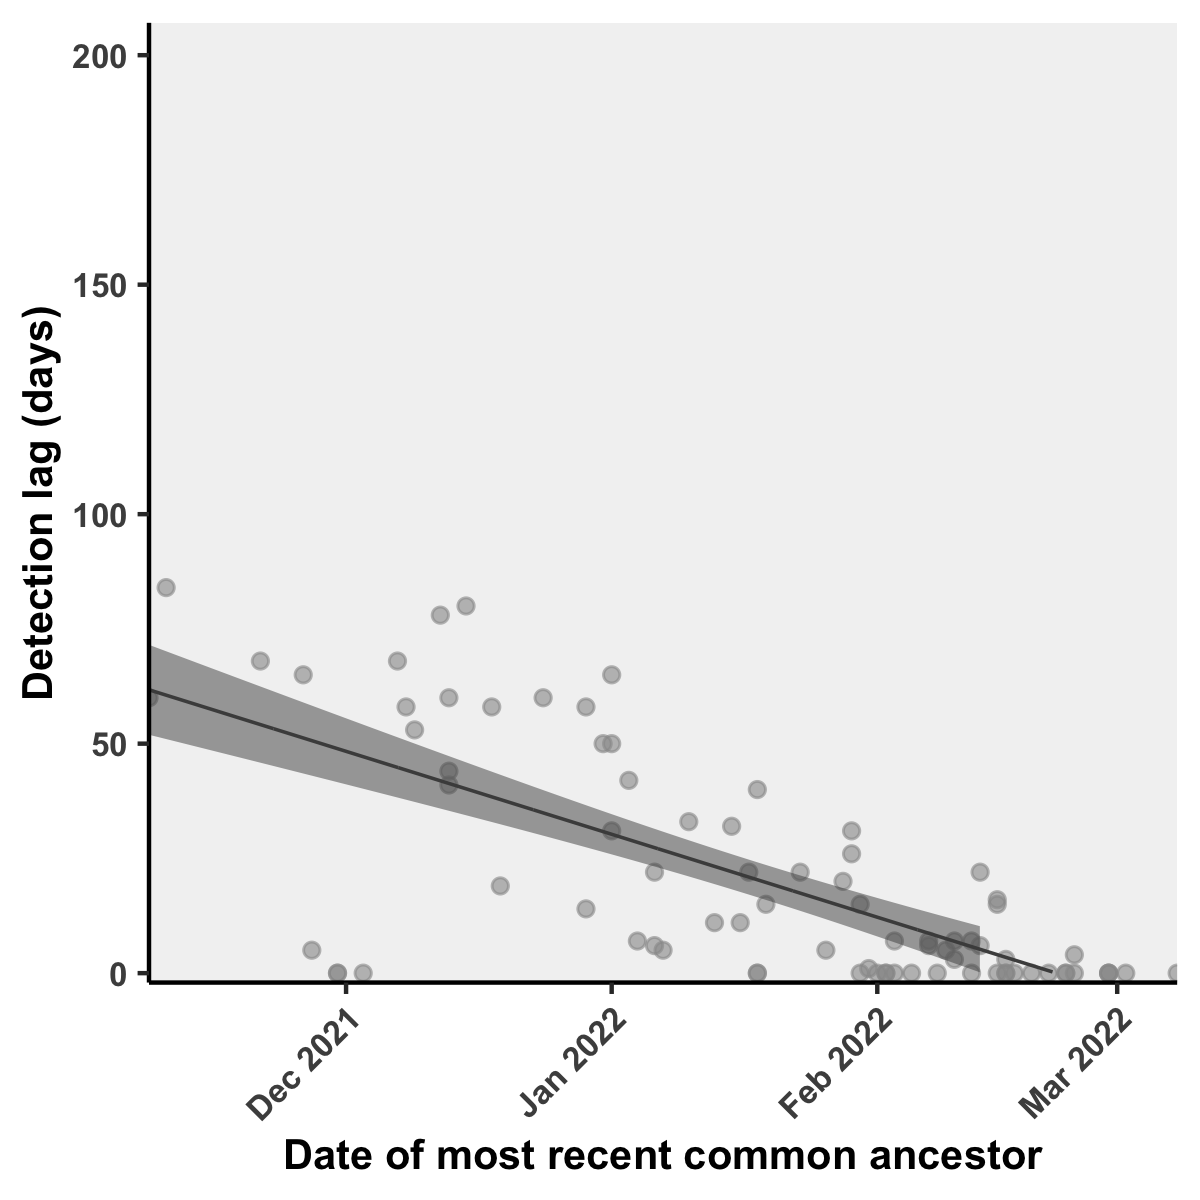 200
150
100
50
0
Detection lag (days)
Dec 2021
Jan 2022
Feb 2022
Mar 2022
Date of most recent common ancestor